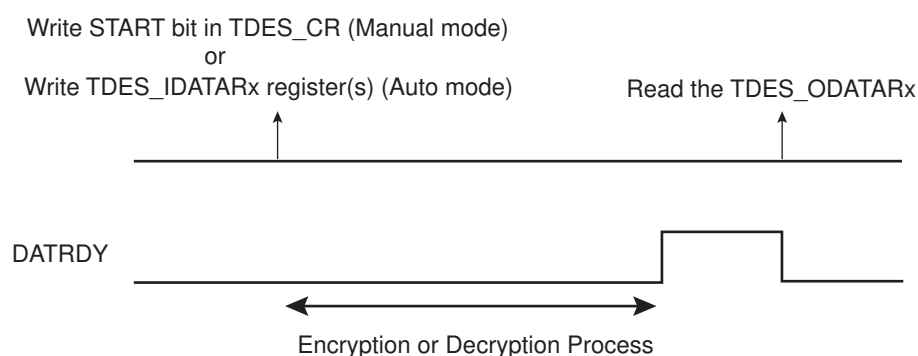 Write START bit in TDES_CR (Manual mode)
or
Write TDES_IDATARx register(s) (Auto mode)
Read the TDES_ODATARx
DATRDY
Encryption or Decryption Process